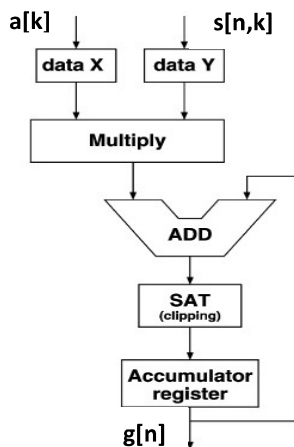 a[k] s[n,k]
data X data Y
Multiply
ADD
SAT
(clipping)
Accumulator
register
g[n]